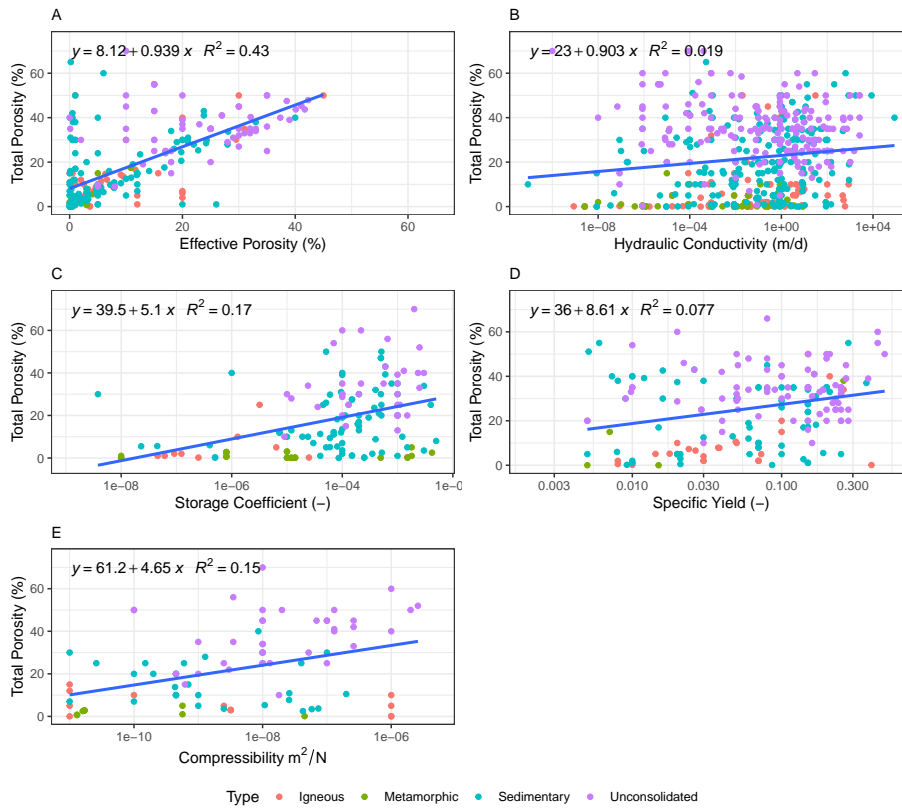 A
y = 8.12 + 0.939 x R² = 0.43
Total Porosity (%)
60
40
20
0
0 20 40 60
Effective Porosity (%)
B
y = 23 + 0.903 x R² = 0.019
Total Porosity (%)
60
40
20
0
1e−08 1e−04 1e+00 1e+04
Hydraulic Conductivity (m/d)
C
y = 39.5 + 5.1 x R² = 0.17
Total Porosity (%)
60
40
20
0
1e−08 1e−06 1e−04 1e−0
Storage Coefficient (−)
D
y = 36 + 8.61 x R² = 0.077
Total Porosity (%)
60
40
20
0
0.003 0.010 0.030 0.100 0.300
Specific Yield (−)
E
y = 61.2 + 4.65 x R² = 0.15
Total Porosity (%)
60
40
20
0
1e−10 1e−08 1e−06
Compressibility m²/N
Type Igneous Metamorphic Sedimentary Unconsolidated